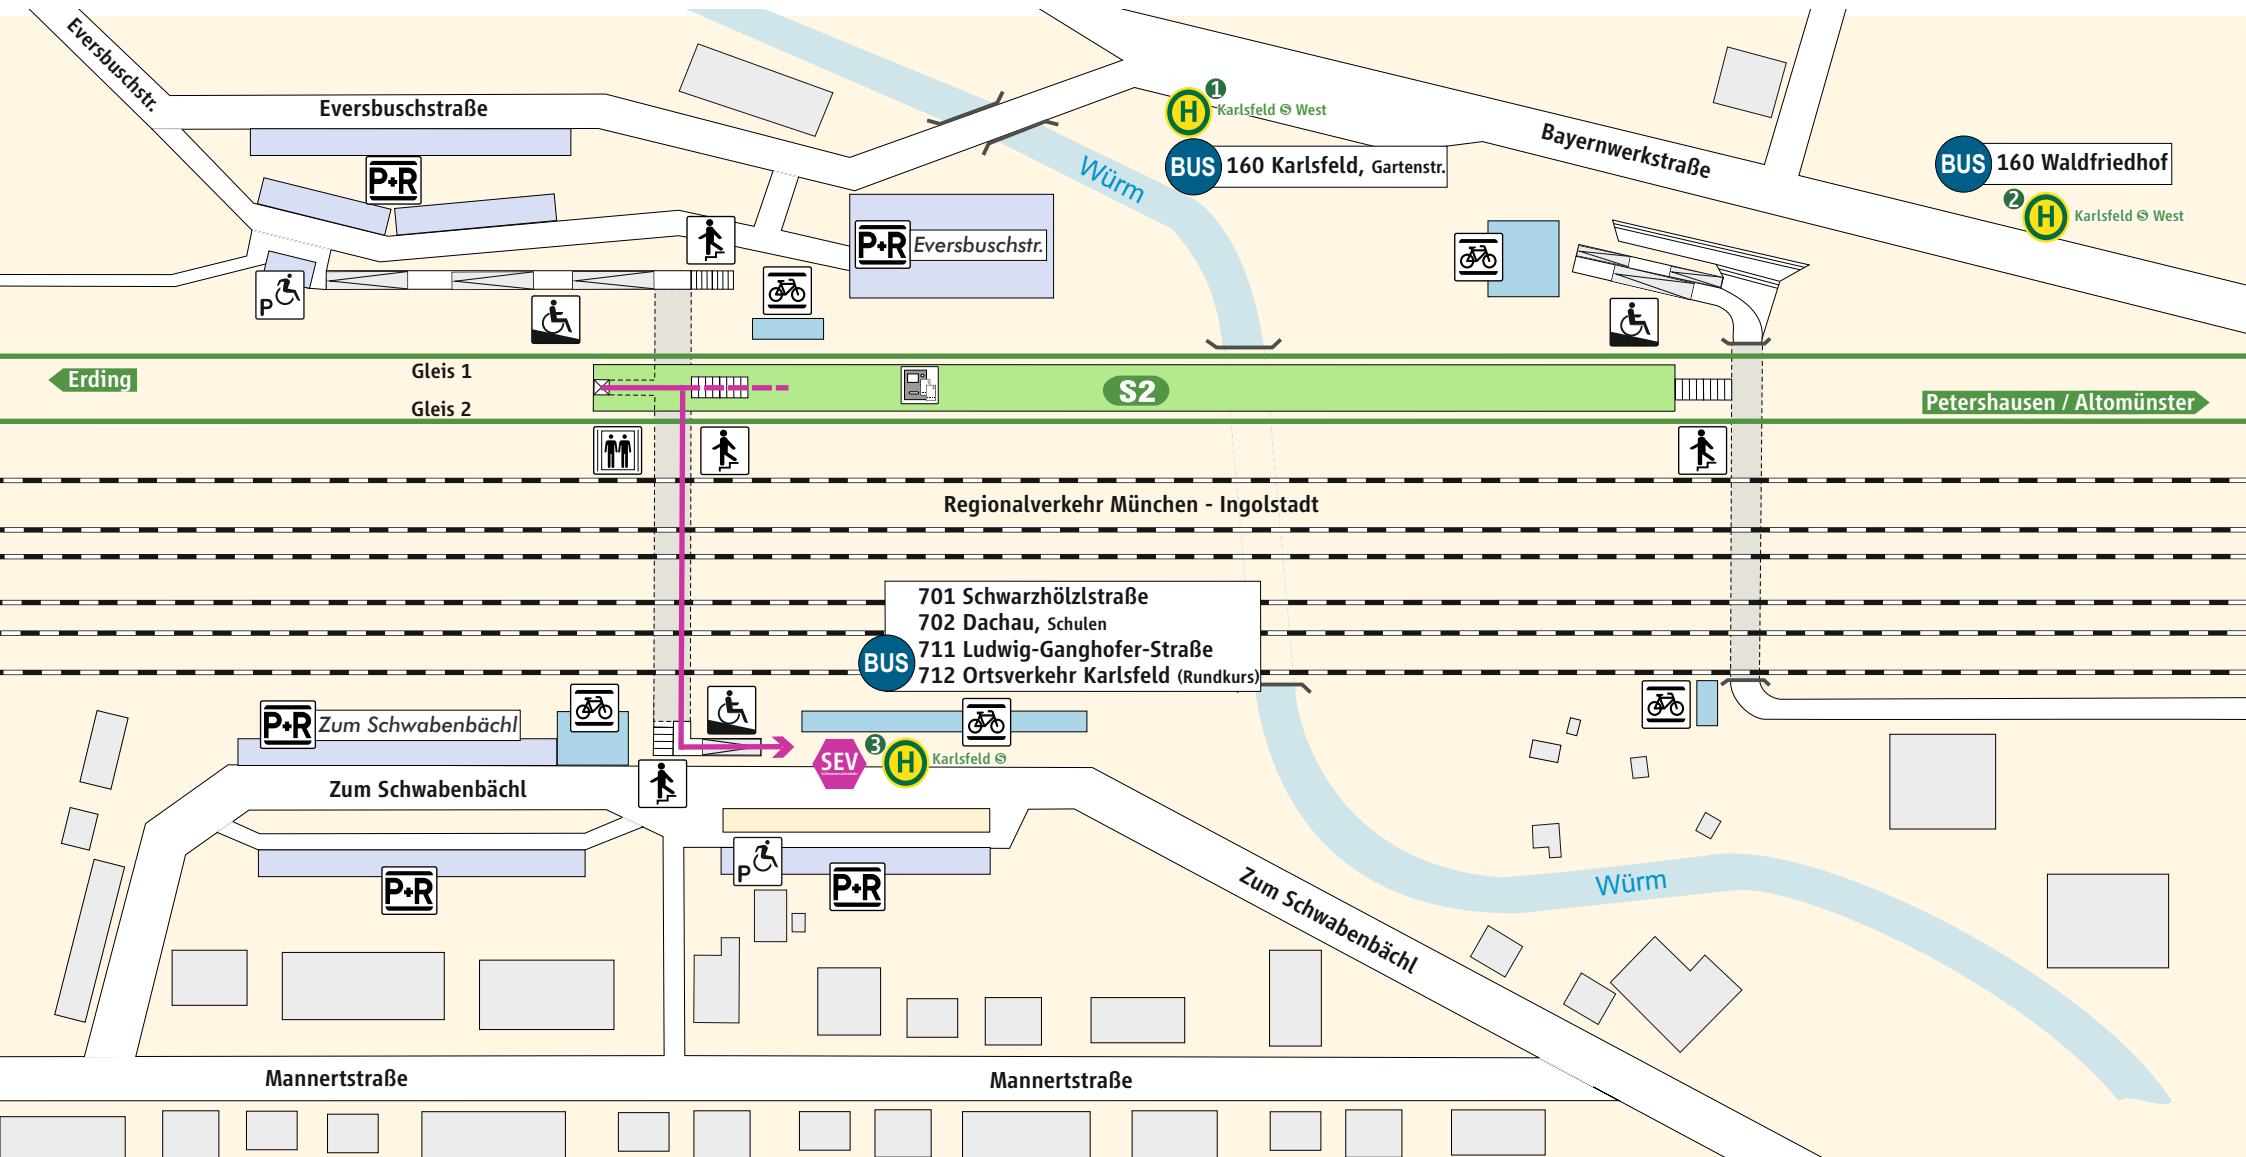 Eversbuschstr.
Eversbuschstraße
P+R
P+R Eversbuschstr.
P
Würm
1
H Karlsfeld S West
BUS 160 Karlsfeld, Gartenstr.
Bayernwerkstraße
BUS 160 Waldfriedhof
2
H Karlsfeld S West
Erding
Gleis 1
Gleis 2
S2
Petershausen / Altomünster
Regionalverkehr München - Ingolstadt
701 Schwarzhölzlstraße
702 Dachau, Schulen
BUS 711 Ludwig-Ganghofer-Straße
712 Ortsverkehr Karlsfeld (Rundkurs)
P+R Zum Schwabenbächl
SEV
3
H Karlsfeld S
Zum Schwabenbächl
P
P+R
P+R
Zum Schwabenbächl
Würm
Mannertstraße
Mannertstraße